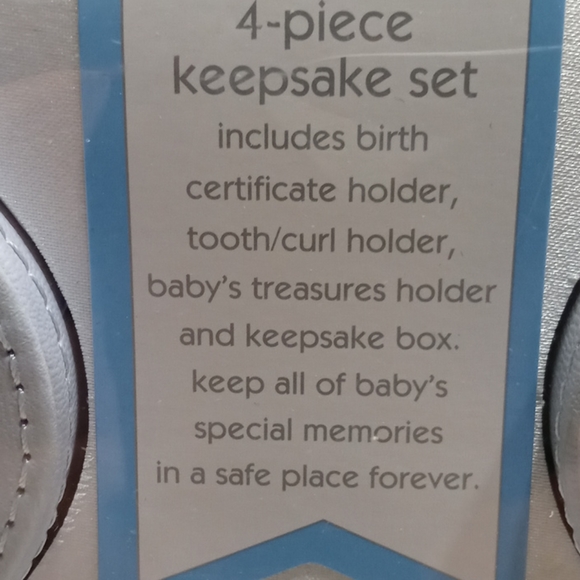 4-piece
keepsake set
includes birth
certificate holder,
tooth/curl holder,
baby's treasures holder
and keepsake box.
keep all of baby's
special memories
in a safe place forever.